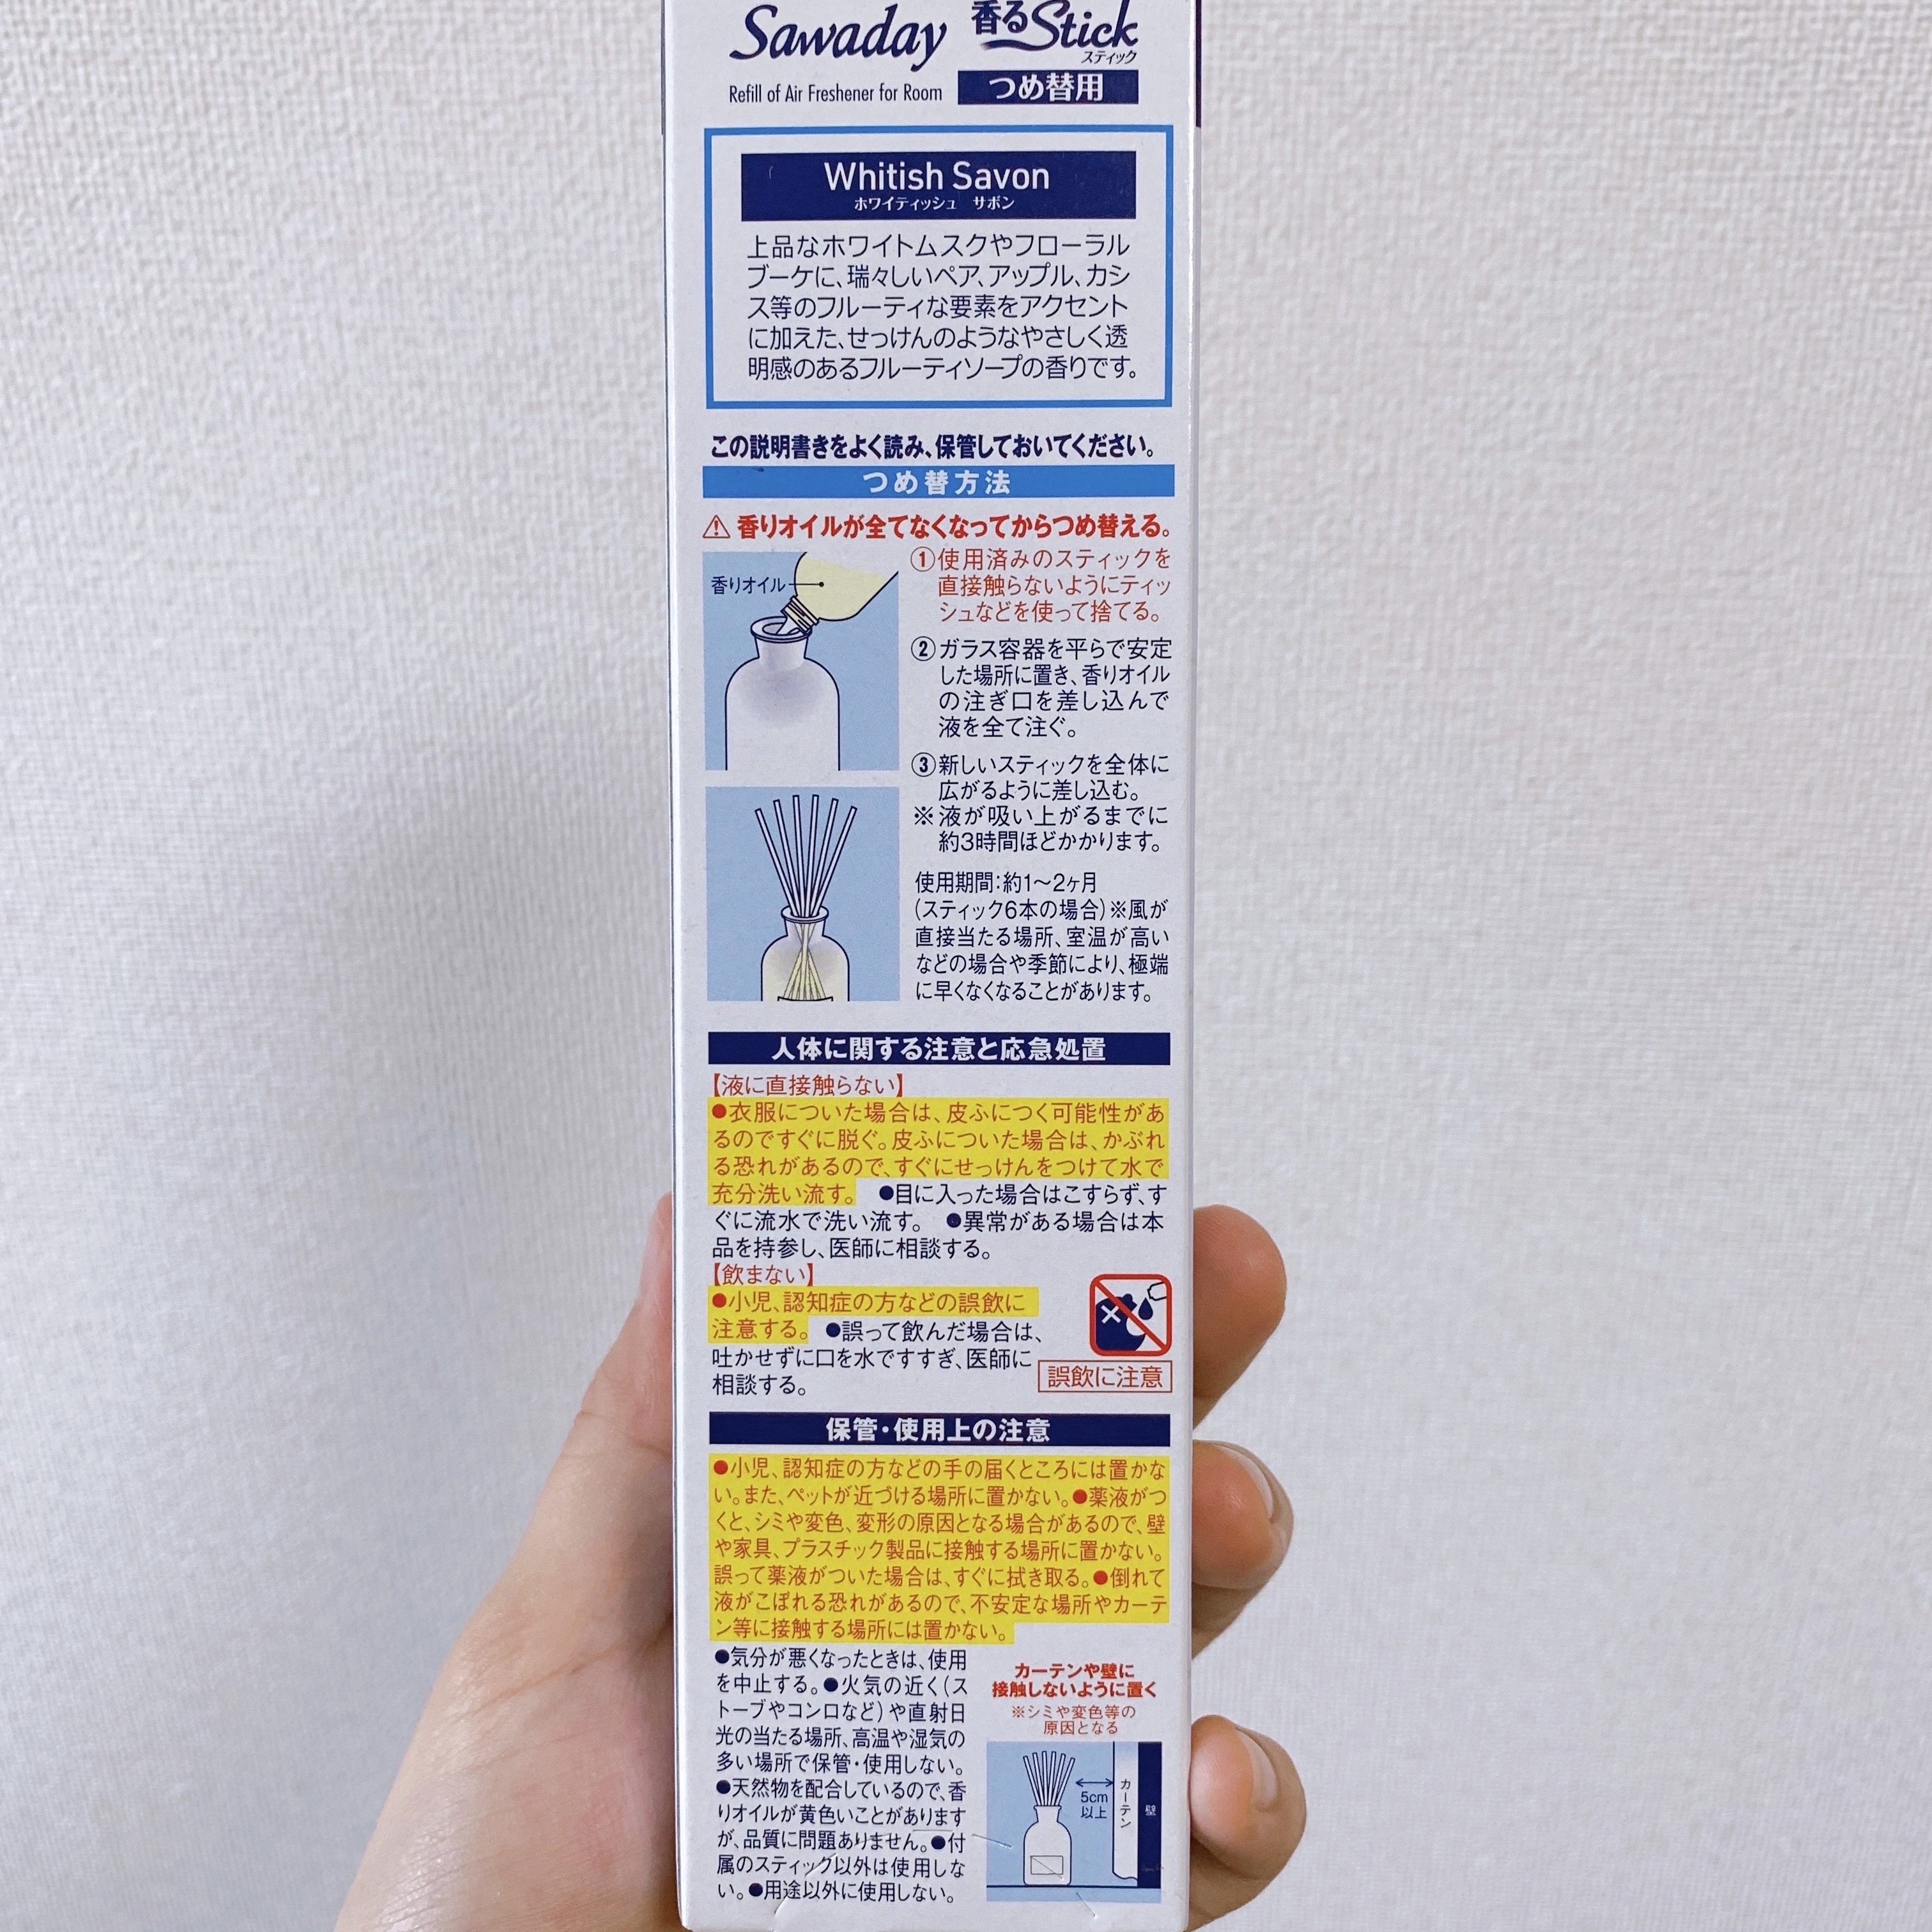 Sawaday 香るStick
スティック
Refill of Air Freshener for Room つめ替用
Whitish Savon
ホワイティッシュ サボン
上品なホワイトムスクやフローラル
ブーケに、瑞々しいペア、アップル、カシ
ス等のフルーティな要素をアクセント
に加えた、せっけんのようなやさしく透
明感のあるフルーティソープの香りです。
この説明書きをよく読み、保管しておいてください。
つめ替方法
⚠ 香りオイルが全てなくなってからつめ替える。
香りオイル
①使用済みのスティックを
直接触らないようにティッ
シュなどを使って捨てる。
②ガラス容器を平らで安定
した場所に置き、香りオイル
の注ぎ口を差し込んで
液を全て注ぐ。
③新しいスティックを全体に
広がるように差し込む。
※液が吸い上がるまでに
約3時間ほどかかります。
使用期間:約1〜2ヶ月
(スティック6本の場合)※風が
直接当たる場所、室温が高い
などの場合や季節により、極端
に早くなくなることがあります。
人体に関する注意と応急処置
【液に直接触らない】
●衣服についた場合は、皮ふにつく可能性があ
るのですぐに脱ぐ。皮ふについた場合は、かぶれ
る恐れがあるので、すぐにせっけんをつけて水で
充分洗い流す。 ●目に入った場合はこすらず、す
ぐに流水で洗い流す。 ●異常がある場合は本
品を持参し、医師に相談する。
【飲まない】
●小児、認知症の方などの誤飲に
注意する。 ●誤って飲んだ場合は、
吐かせずに口を水ですすぎ、医師に
相談する。
誤飲に注意
保管・使用上の注意
●小児、認知症の方などの手の届くところには置かな
い。また、ペットが近づける場所に置かない。●薬液がつ
くと、シミや変色、変形の原因となる場合があるので、壁
や家具、プラスチック製品に接触する場所に置かない。
誤って薬液がついた場合は、すぐに拭き取る。●倒れて
液がこぼれる恐れがあるので、不安定な場所やカーテ
ン等に接触する場所には置かない。
●気分が悪くなったときは、使用
を中止する。●火気の近く(ス
トーブやコンロなど)や直射日
光の当たる場所、高温や湿気の
多い場所で保管・使用しない。
●天然物を配合しているので、香
りオイルが黄色いことがあります
が、品質に問題ありません。●付
属のスティック以外は使用しな
い。●用途以外に使用しない。
カーテンや壁に
接触しないように置く
※シミや変色等の
原因となる
5cm
以上
カーテン
壁